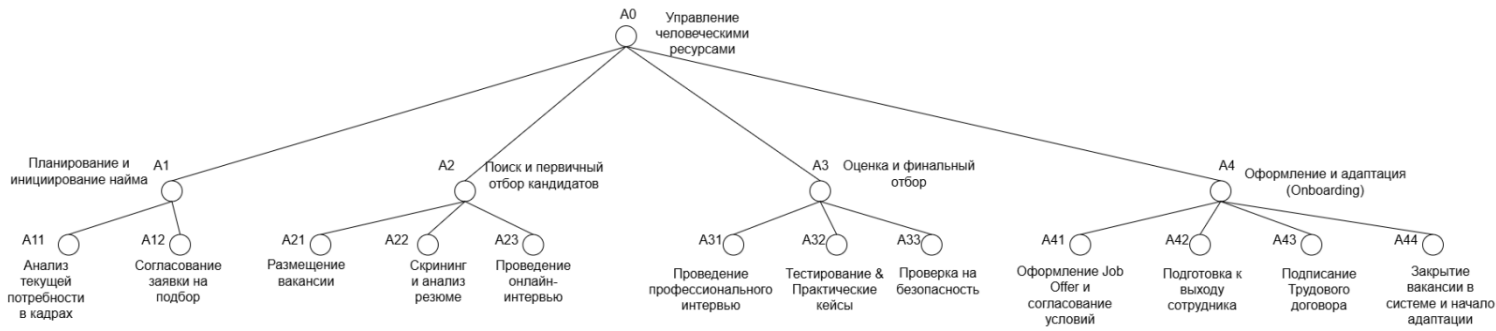 A0
Управление
человеческими
ресурсами
Планирование и
инициирование найма
A1
A2
Поиск и первичный
отбор кандидатов
A3
Оценка и финальный
отбор
A4
Оформление и адаптация
(Onboarding)
A11
Анализ
текущей
потребности
в кадрах
A12
Согласование
заявки на
подбор
A21
Размещение
вакансии
A22
Скрининг
и анализ
резюме
A23
Проведение
онлайн-
интервью
A31
Проведение
профессионального
интервью
A32
Тестирование &
Практические
кейсы
A33
Проверка на
безопасность
A41
Оформление Job
Offer и
согласование
условий
A42
Подготовка к
выходу
сотрудника
A43
Подписание
Трудового
договора
A44
Закрытие
вакансии в
системе и начало
адаптации